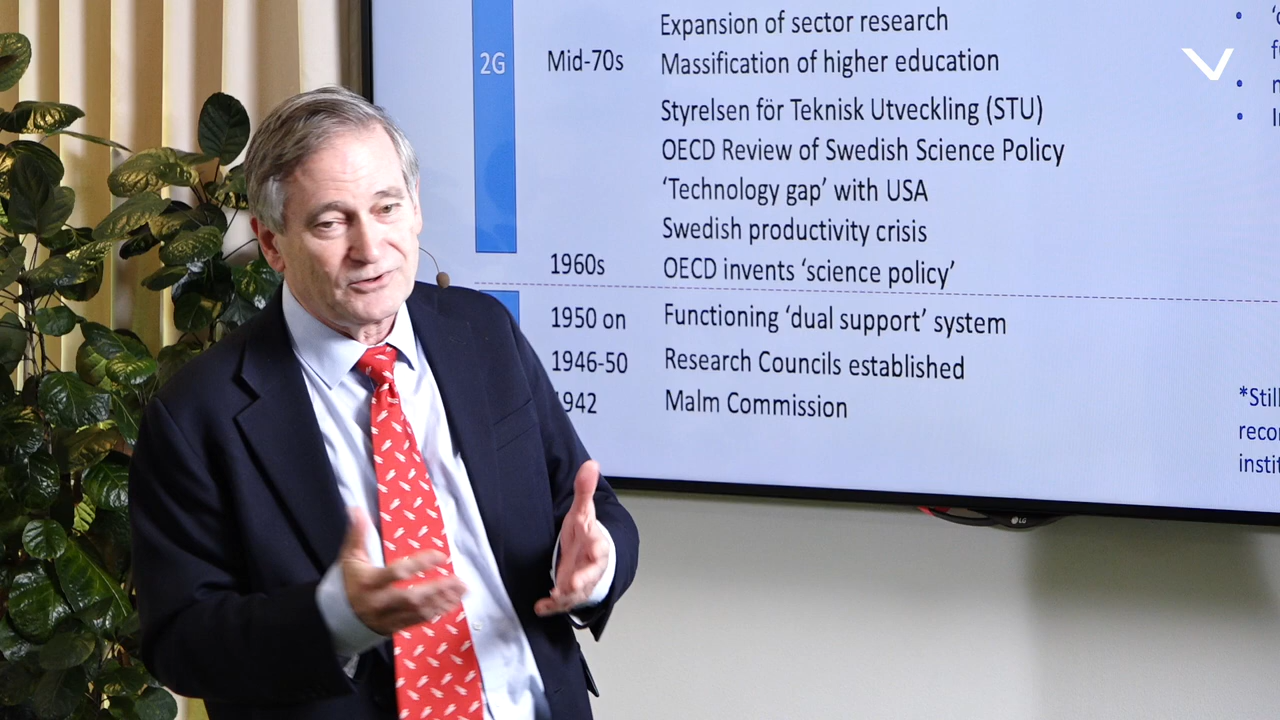 Expansion of sector research
2G Mid-70s Massification of higher education
Styrelsen för Teknisk Utveckling (STU)
OECD Review of Swedish Science Policy
‘Technology gap’ with USA
Swedish productivity crisis
1960s OECD invents ‘science policy’
1950 on Functioning ‘dual support’ system
1946-50 Research Councils established
1942 Malm Commission
*Still
LG